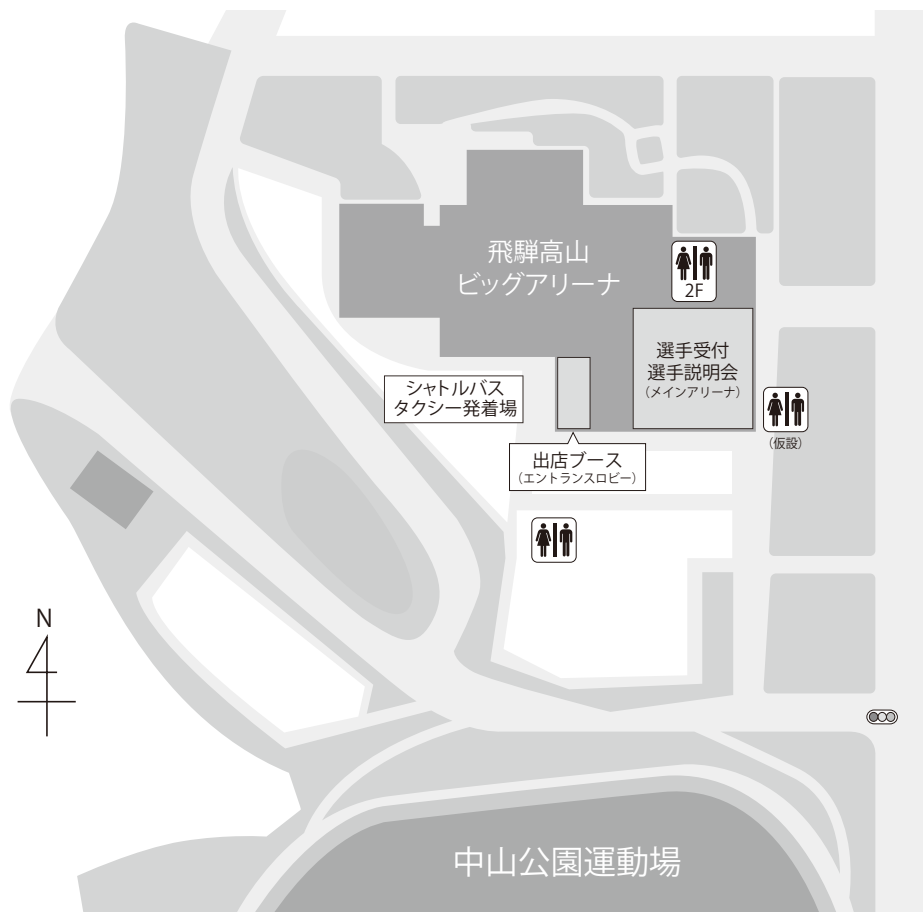 飛騨高山
ビッグアリーナ
2F
選手受付
選手説明会
(メインアリーナ)
シャトルバス
タクシー発着場
(仮設)
出店ブース
(エントランスロビー)
N
中山公園運動場